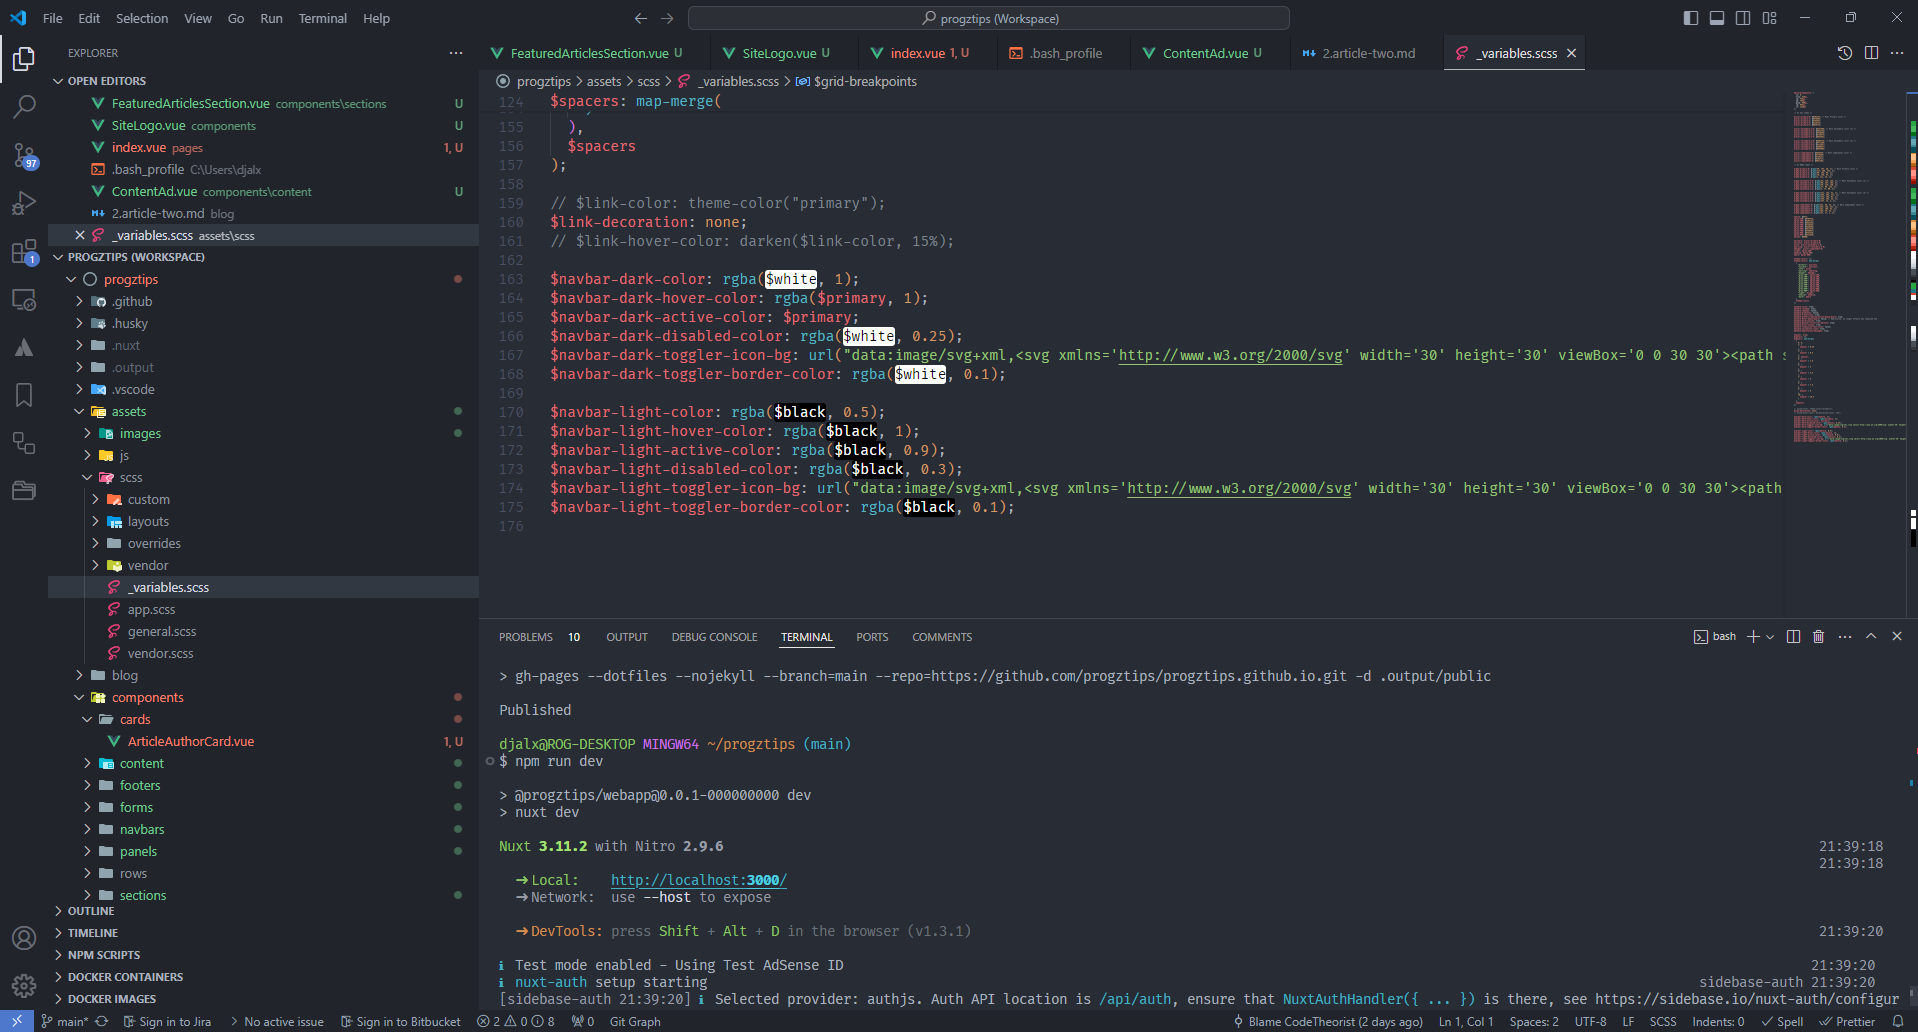 File Edit Selection View Go Run Terminal Help
progztips (Workspace)
EXPLORER
OPEN EDITORS
FeaturedArticlesSection.vue components\sections U
SiteLogo.vue components U
index.vue pages 1, U
.bash_profile C:\Users\djalx
ContentAd.vue components\content U
2.article-two.md blog
_variables.scss assets\scss
PROGZTIPS (WORKSPACE)
progztips
.github
.husky
.nuxt
.output
.vscode
assets
images
js
scss
custom
layouts
overrides
vendor
_variables.scss
app.scss
general.scss
vendor.scss
blog
components
cards
ArticleAuthorCard.vue 1, U
content
footers
forms
navbars
panels
rows
sections
OUTLINE
TIMELINE
NPM SCRIPTS
DOCKER CONTAINERS
DOCKER IMAGES
97
1
FeaturedArticlesSection.vue U SiteLogo.vue U index.vue 1, U .bash_profile ContentAd.vue U 2.article-two.md _variables.scss
progztips > assets > scss > _variables.scss > $grid-breakpoints
124 $spacers: map-merge(
155 ),
156 $spacers
157 );
158
159 // $link-color: theme-color("primary");
160 $link-decoration: none;
161 // $link-hover-color: darken($link-color, 15%);
162
163 $navbar-dark-color: rgba($white, 1);
164 $navbar-dark-hover-color: rgba($primary, 1);
165 $navbar-dark-active-color: $primary;
166 $navbar-dark-disabled-color: rgba($white, 0.25);
167 $navbar-dark-toggler-icon-bg: url("data:image/svg+xml,<svg xmlns='http://www.w3.org/2000/svg' width='30' height='30' viewBox='0 0 30 30'><path s
168 $navbar-dark-toggler-border-color: rgba($white, 0.1);
169
170 $navbar-light-color: rgba($black, 0.5);
171 $navbar-light-hover-color: rgba($black, 1);
172 $navbar-light-active-color: rgba($black, 0.9);
173 $navbar-light-disabled-color: rgba($black, 0.3);
174 $navbar-light-toggler-icon-bg: url("data:image/svg+xml,<svg xmlns='http://www.w3.org/2000/svg' width='30' height='30' viewBox='0 0 30 30'><path
175 $navbar-light-toggler-border-color: rgba($black, 0.1);
176
PROBLEMS 10 OUTPUT DEBUG CONSOLE TERMINAL PORTS COMMENTS bash
> gh-pages --dotfiles --nojekyll --branch=main --repo=https://github.com/progztips/progztips.github.io.git -d .output/public
Published
djalx@ROG-DESKTOP MINGW64 ~/progztips (main)
$ npm run dev
> @progztips/webapp@0.0.1-000000000 dev
> nuxt dev
Nuxt 3.11.2 with Nitro 2.9.6 21:39:18
21:39:18
➜ Local: http://localhost:3000/
➜ Network: use --host to expose
➜ DevTools: press Shift + Alt + D in the browser (v1.3.1) 21:39:20
ℹ Test mode enabled - Using Test AdSense ID 21:39:20
ℹ nuxt-auth setup starting sidebase-auth 21:39:20
[sidebase-auth 21:39:20] ℹ Selected provider: authjs. Auth API location is /api/auth, ensure that NuxtAuthHandler({ ... }) is there, see https://sidebase.io/nuxt-auth/configur
main* Sign in to Jira No active issue Sign in to Bitbucket 2 0 8 0 Git Graph Blame CodeTheorist (2 days ago) Ln 1, Col 1 Spaces: 2 UTF-8 LF SCSS Indents: 0 Spell Prettier